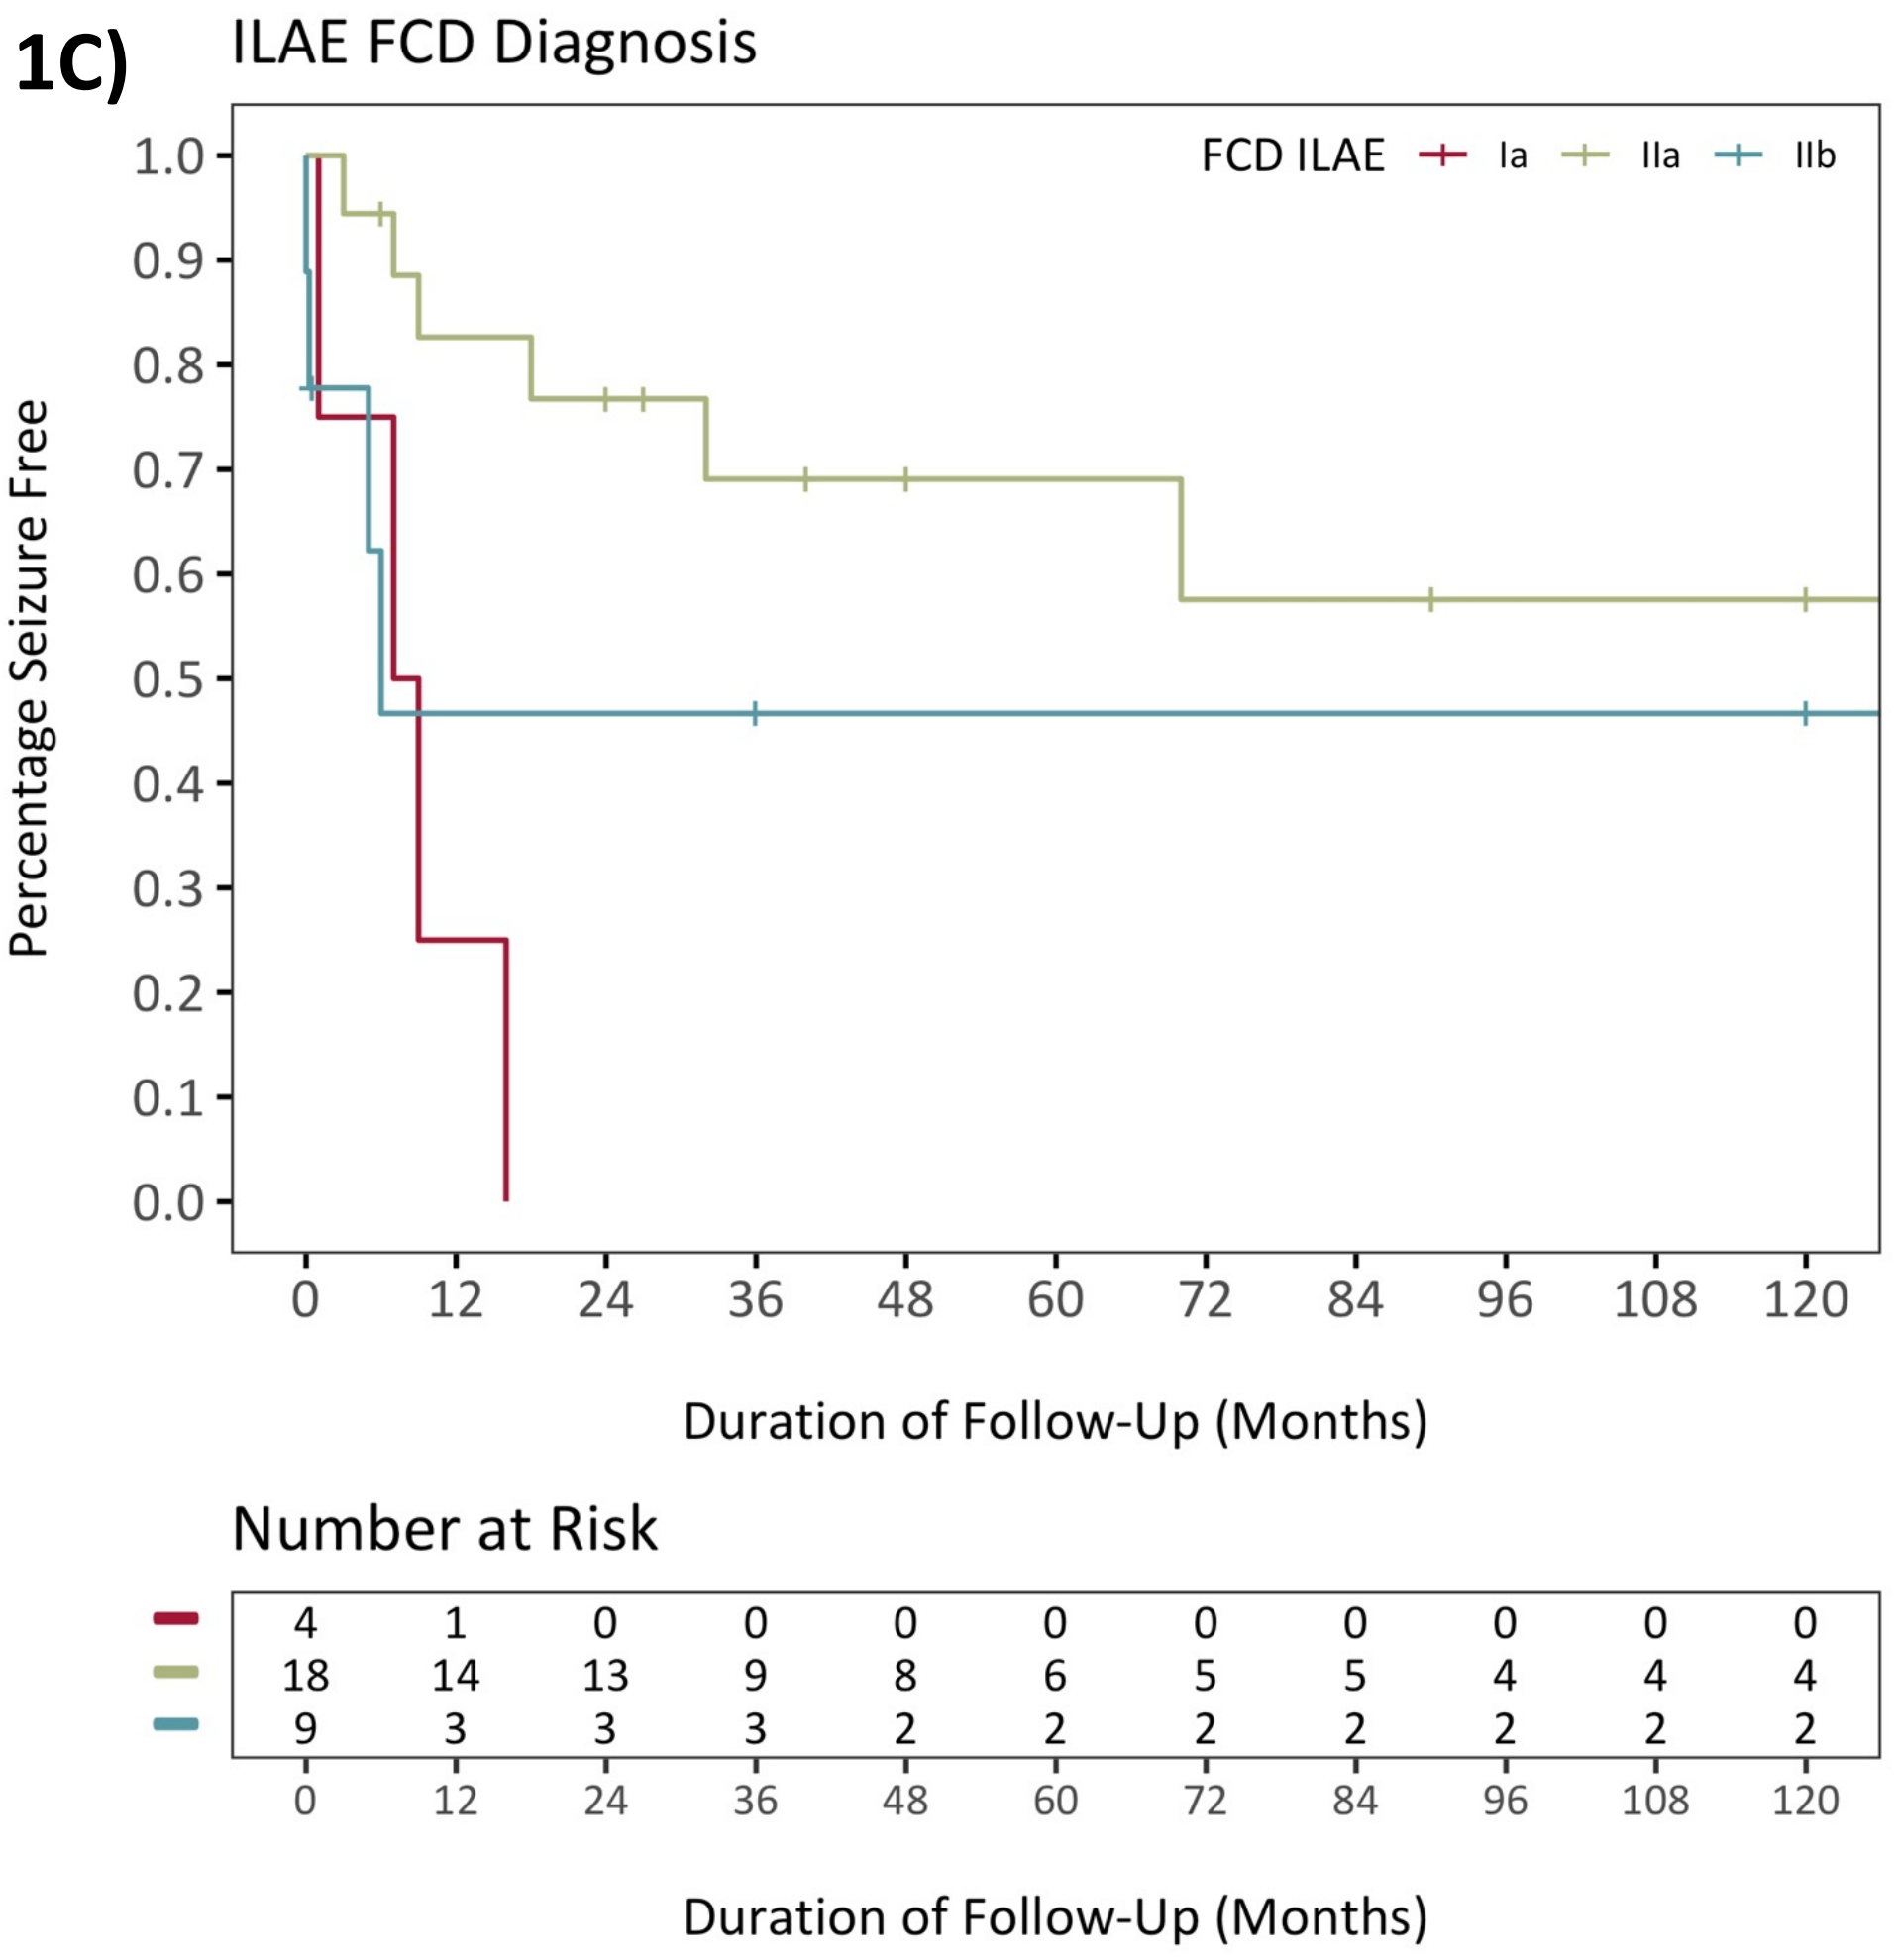 1C)
ILAE FCD Diagnosis
FCD ILAE Ia IIa IIb
Percentage Seizure Free
1.0
0.9
0.8
0.7
0.6
0.5
0.4
0.3
0.2
0.1
0.0
0 12 24 36 48 60 72 84 96 108 120
Duration of Follow-Up (Months)
Number at Risk
4 1 0 0 0 0 0 0 0 0 0
18 14 13 9 8 6 5 5 4 4 4
9 3 3 3 2 2 2 2 2 2 2
0 12 24 36 48 60 72 84 96 108 120
Duration of Follow-Up (Months)